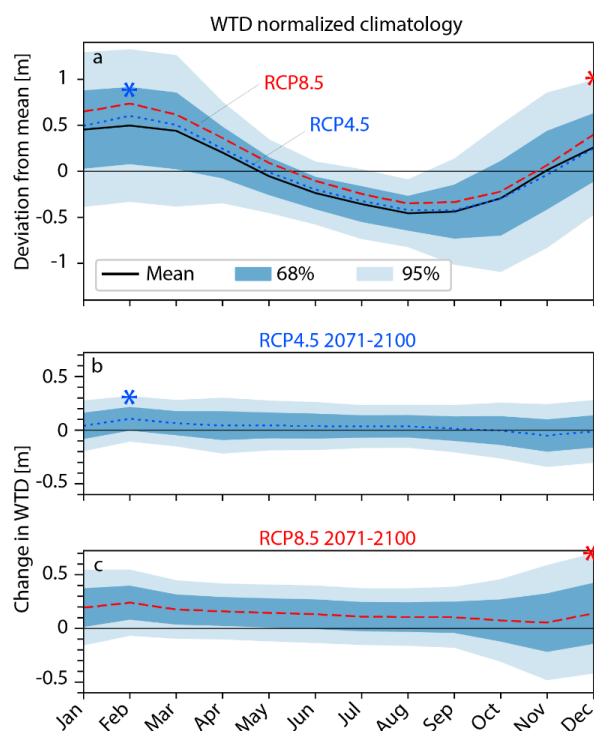 WTD normalized climatology
a
RCP8.5
RCP4.5
Deviation from mean [m]
1
0.5
0
-0.5
-1
Mean 68% 95%
RCP4.5 2071-2100
b
0.5
0
-0.5
Change in WTD [m]
RCP8.5 2071-2100
c
0.5
0
-0.5
Jan Feb Mar Apr May Jun Jul Aug Sep Oct Nov Dec